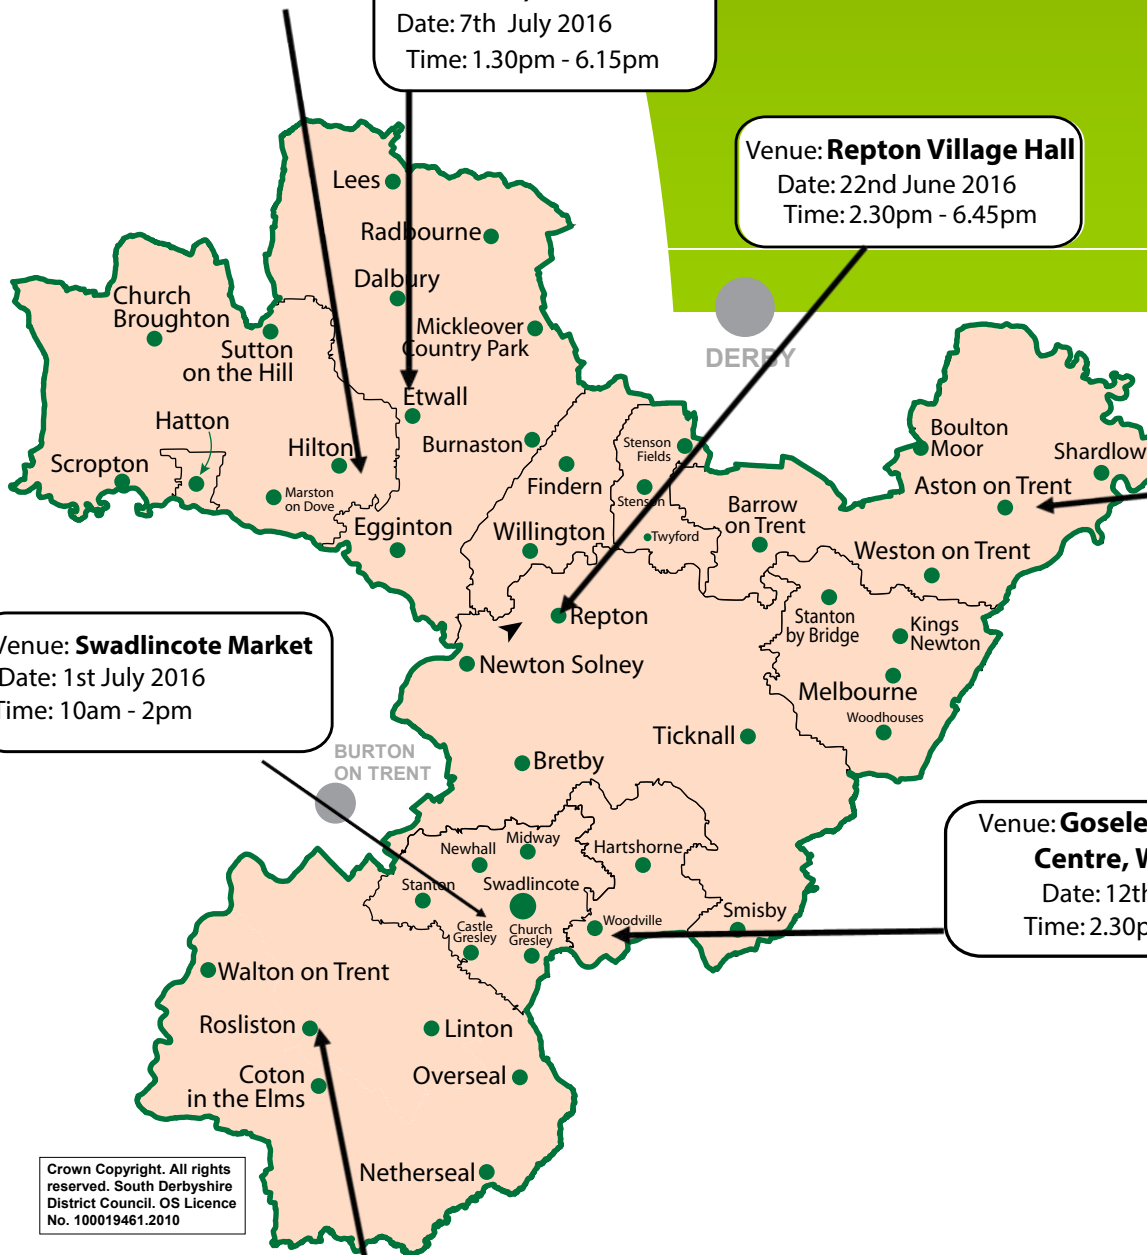 Date: 7th July 2016
Time: 1.30pm - 6.15pm
Venue: Repton Village Hall
Date: 22nd June 2016
Time: 2.30pm - 6.45pm
Lees
Radbourne
Dalbury
Mickleover
Country Park
DERBY
Church
Broughton
Sutton
on the Hill
Etwall
Hatton
Hilton
Burnaston
Scropton
Marston
on Dove
Findern
Stenson
Fields
Stenson
Boulton
Moor
Shardlow
Aston on Trent
Barrow
on Trent
Egginton
Willington
Twyford
Weston on Trent
Stanton
by Bridge
Kings
Newton
Repton
Newton Solney
Melbourne
Woodhouses
Venue: Swadlincote Market
Date: 1st July 2016
Time: 10am - 2pm
Ticknall
BURTON
ON TRENT
Bretby
Midway
Newhall
Hartshorne
Stanton
Swadlincote
Castle
Gresley
Church
Gresley
Woodville
Smisby
Venue:
Centre,
Date: 12th
Time: 2.30p
Walton on Trent
Rosliston
Linton
Coton
in the Elms
Overseal
Netherseal
Crown Copyright. All rights
reserved. South Derbyshire
District Council. OS Licence
No. 100019461.2010